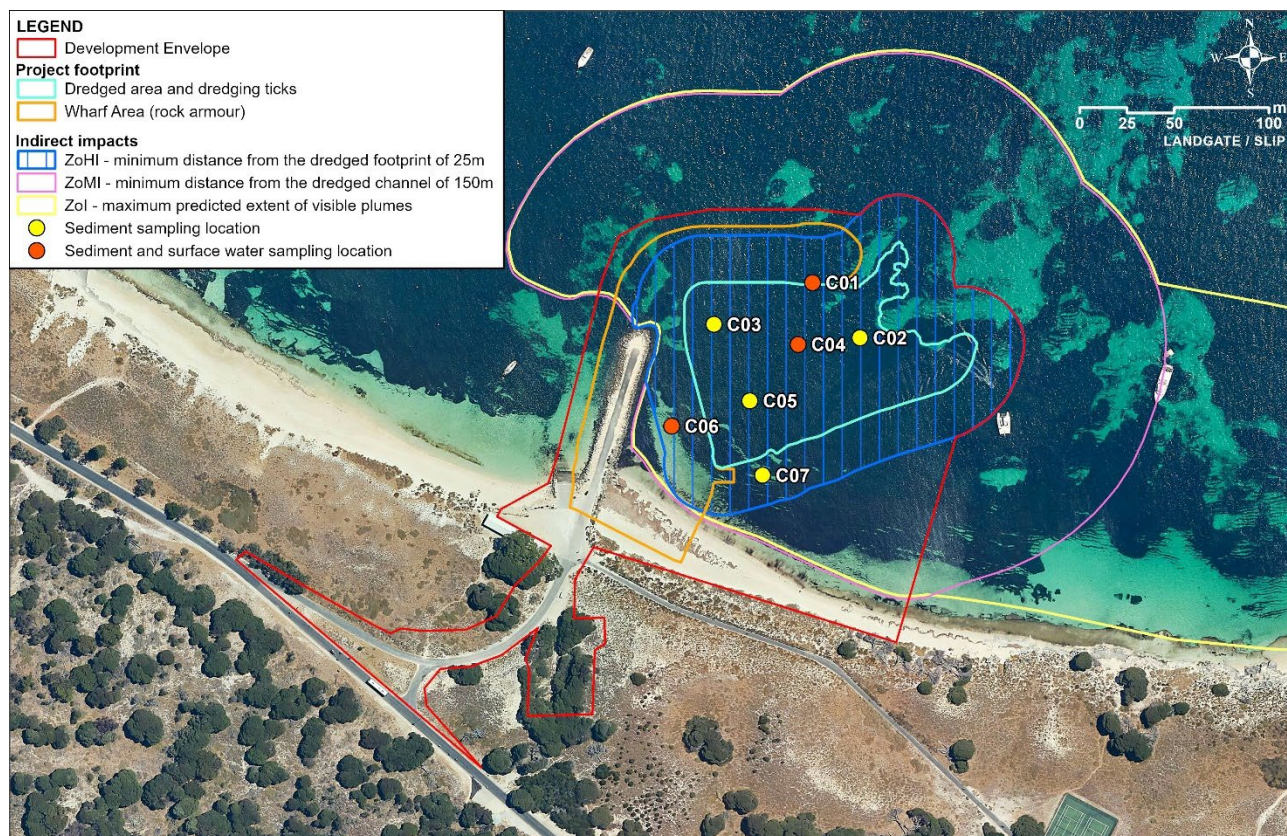 LEGEND
Development Envelope
Project footprint
Dredged area and dredging ticks
Wharf Area (rock armour)
Indirect impacts
ZoHI - minimum distance from the dredged footprint of 25m
ZoMI - minimum distance from the dredged channel of 150m
ZoI - maximum predicted extent of visible plumes
Sediment sampling location
Sediment and surface water sampling location
N
W E
S
m
0 25 50 100
LANDGATE / SLIP
C01
C03
C02
C04
C05
C06
C07